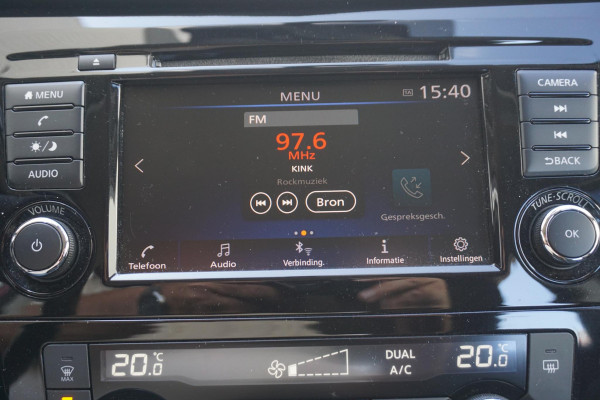 MENU
CAMERA
MENU
TA
15:40
FM
97.6
MHz
KINK
Rockmuziek
Bron
AUDIO
BACK
Gespreksgesch.
VOLUME
TUNE·SCROLL
OK
Telefoon
Audio
Verbinding.
Informatie
Instellingen
20.0 °C
MAX
DUAL
A/C
20.0 °C